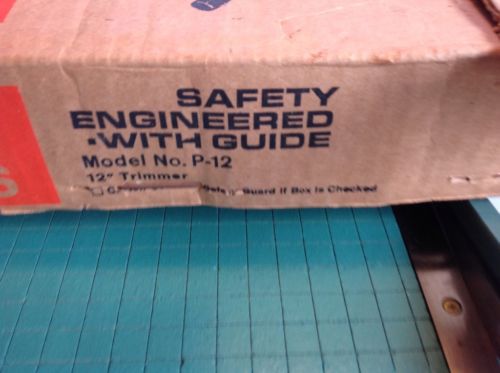 SAFETY
ENGINEERED
•WITH GUIDE
Model No. P-12
12" Trimmer
Guard if Box is Checked
S